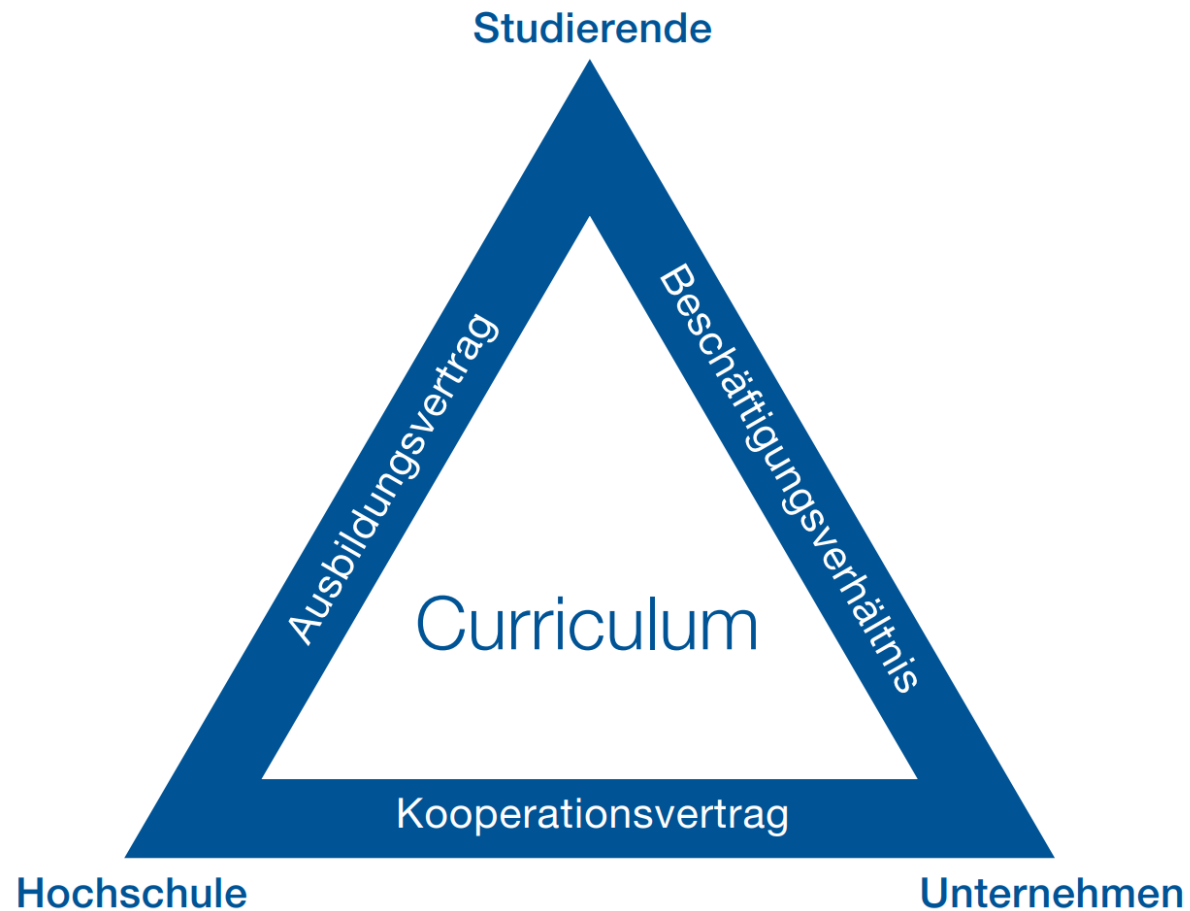 Studierende
Ausbildungsvertrag
Beschäftigungsverhältnis
Curriculum
Kooperationsvertrag
Hochschule
Unternehmen